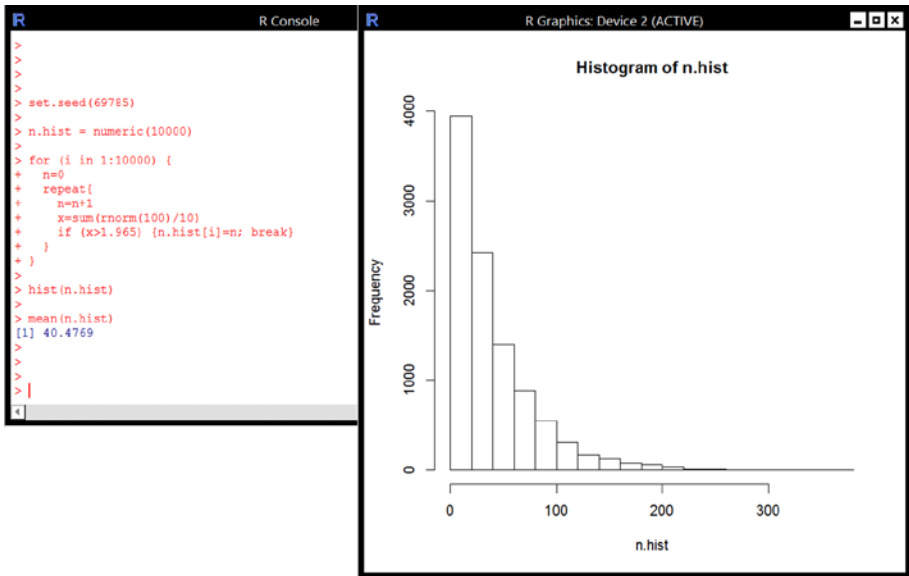 R Console
>
>
>
>
> set.seed(69785)
>
> n.hist = numeric(10000)
>
> for (i in 1:10000) {
+   n=0
+   repeat{
+     n=n+1
+     x=sum(rnorm(100)/10)
+     if (x>1.965) {n.hist[i]=n; break}
+   }
+ }
>
> hist(n.hist)
>
> mean(n.hist)
[1] 40.4769
>
>
>
>
R Graphics: Device 2 (ACTIVE)
Histogram of n.hist
Frequency
4000
3000
2000
1000
0
0 100 200 300
n.hist